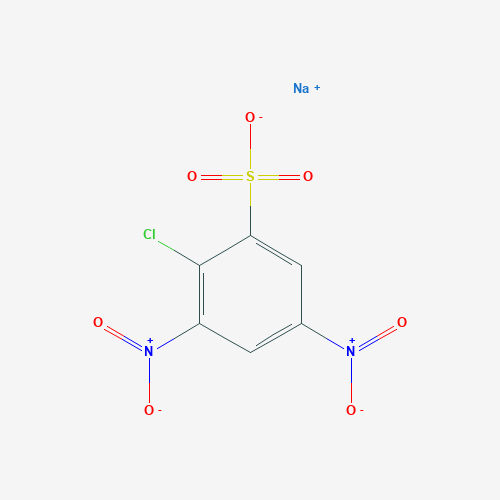 Na +
O -
O S O
Cl
O N + N + O
O - O -